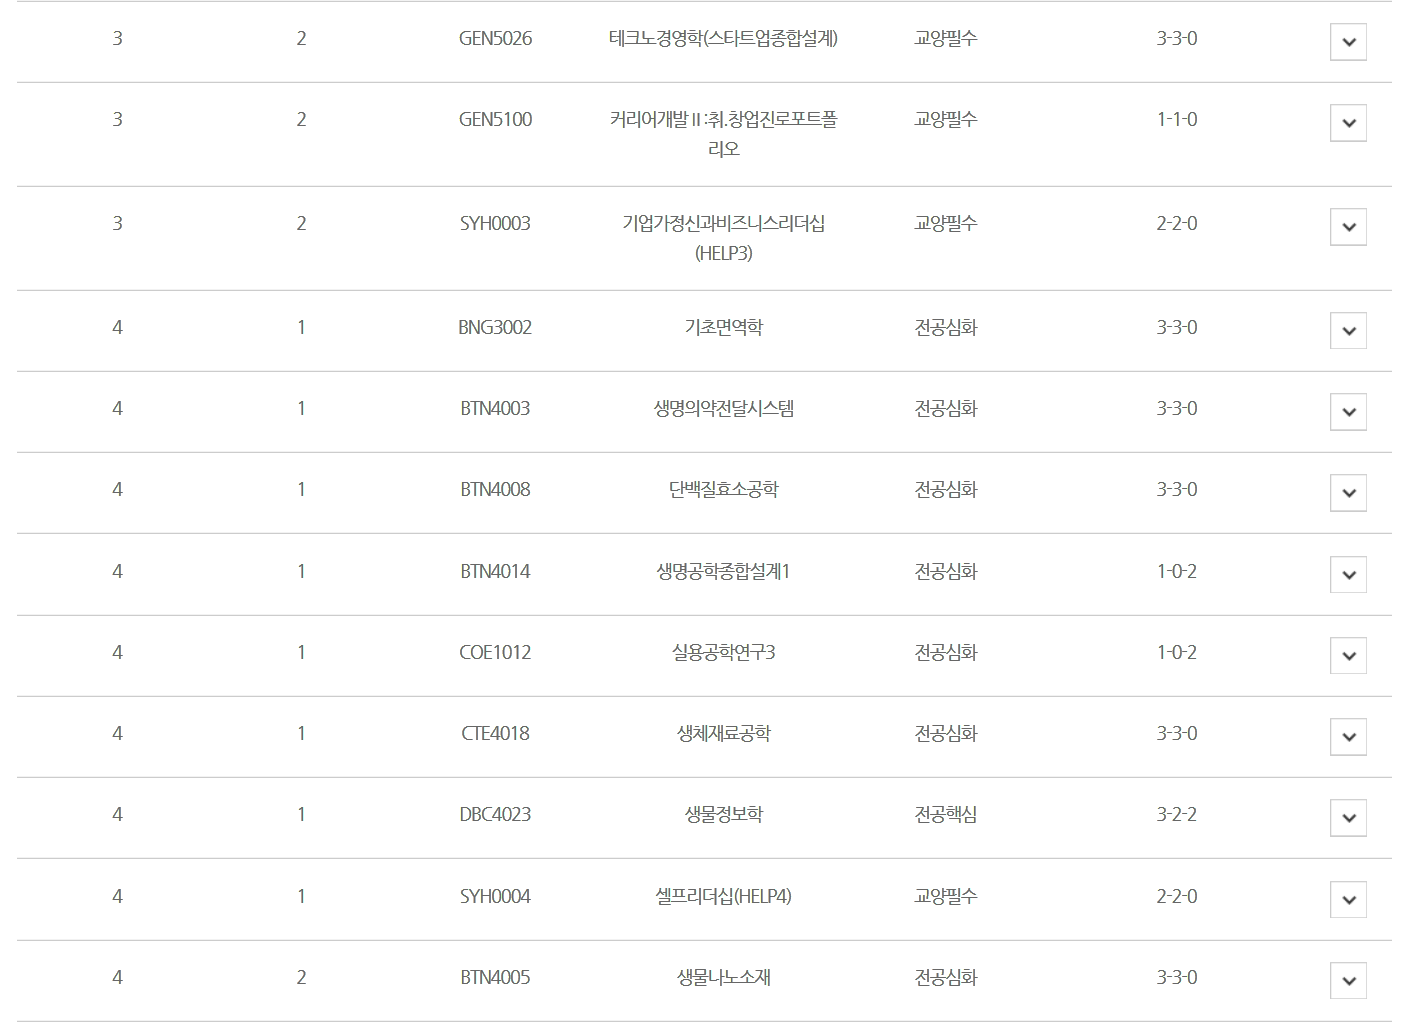 3 2 GEN5026 테크노경영학(스타트업종합설계) 교양필수 3-3-0
3 2 GEN5100 커리어개발Ⅱ:취.창업진로포트폴 교양필수 1-1-0
리오
3 2 SYH0003 기업가정신과비즈니스리더십 교양필수 2-2-0
(HELP3)
4 1 BNG3002 기초면역학 전공심화 3-3-0
4 1 BTN4003 생명의약전달시스템 전공심화 3-3-0
4 1 BTN4008 단백질효소공학 전공심화 3-3-0
4 1 BTN4014 생명공학종합설계1 전공심화 1-0-2
4 1 COE1012 실용공학연구3 전공심화 1-0-2
4 1 CTE4018 생체재료공학 전공심화 3-3-0
4 1 DBC4023 생물정보학 전공핵심 3-2-2
4 1 SYH0004 셀프리더십(HELP4) 교양필수 2-2-0
4 2 BTN4005 생물나노소재 전공심화 3-3-0